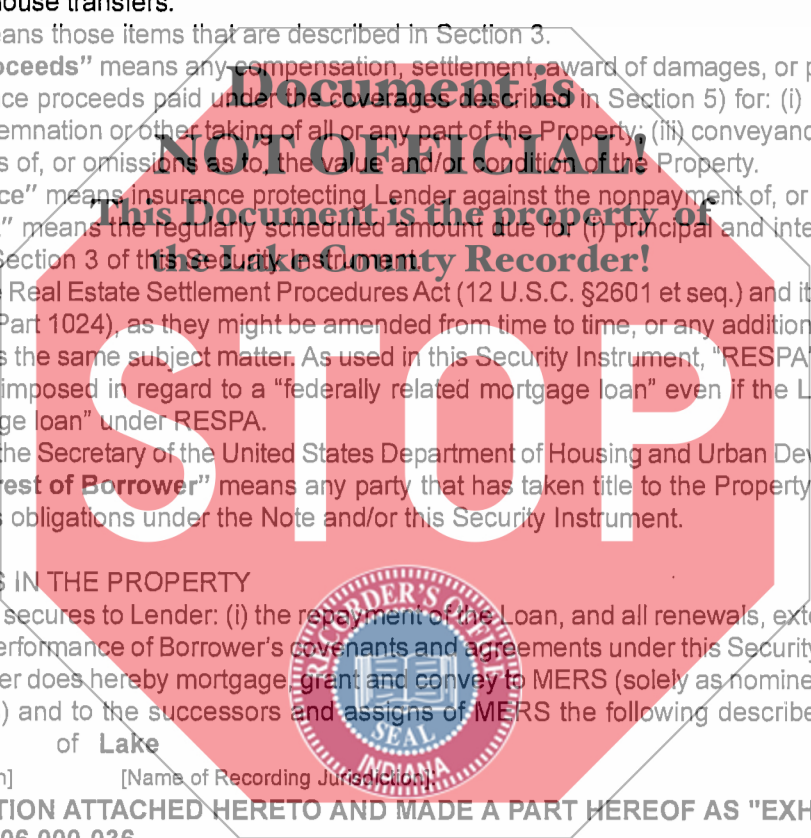 ouse transfers.
eans those items that are described in Section 3.
oceeds” means any compensation, settlement, award of damages, or p
Document is
ce proceeds paid under the coverages described in Section 5) for: (i)
emnation or other taking of all or any part of the Property; (iii) conveyanc
NOT OFFICIAL!
s of, or omissions as to, the value and/or condition of the Property.
ce” means insurance protecting Lender against the nonpayment of, or
This Document is the property of
” means the regularly scheduled amount due for (i) principal and inte
the Lake County Recorder!
Section 3 of this Security Instrument.
Real Estate Settlement Procedures Act (12 U.S.C. §2601 et seq.) and it
Part 1024), as they might be amended from time to time, or any addition
s the same subject matter. As used in this Security Instrument, “RESPA”
imposed in regard to a “federally related mortgage loan” even if the L
ge loan” under RESPA.
STOP
the Secretary of the United States Department of Housing and Urban Dev
rest of Borrower” means any party that has taken title to the Property
s obligations under the Note and/or this Security Instrument.
S IN THE PROPERTY
secures to Lender: (i) the repayment of the Loan, and all renewals, exte
erformance of Borrower’s covenants and agreements under this Security
er does hereby mortgage, grant and convey to MERS (solely as nomine
) and to the successors and assigns of MERS the following describe
RECORDER'S OFFICE
SEAL
INDIANA
of Lake
n] [Name of Recording Jurisdiction]:
TION ATTACHED HERETO AND MADE A PART HEREOF AS "EXH
06-000-036